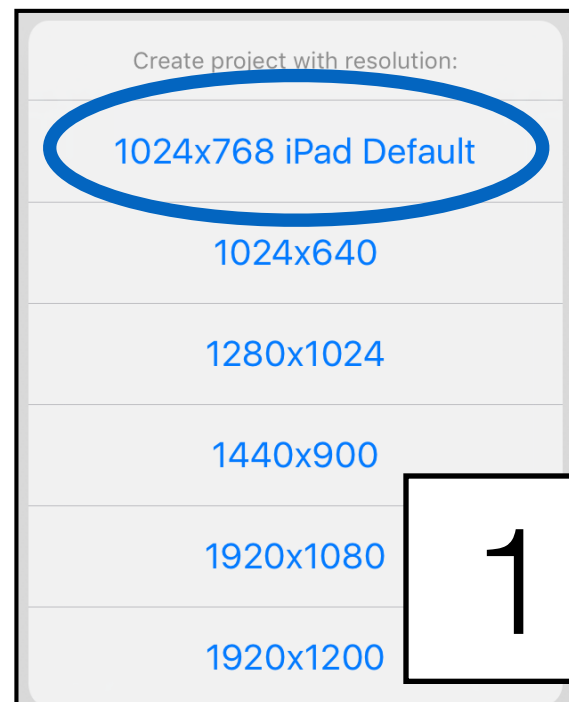 Create project with resolution:
1024x768 iPad Default
1024x640
1280x1024
1440x900
1920x1080
1920x1200
1